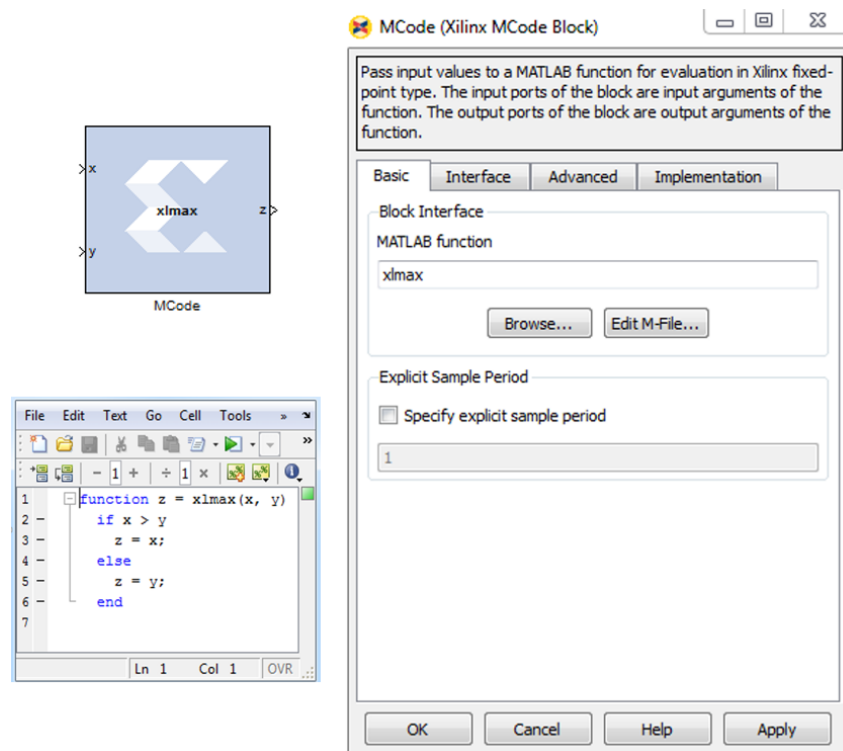 x
xlmax
z
y
MCode
File Edit Text Go Cell Tools »
»
− 1 + ÷ 1 ×
1 function z = xlmax(x, y)
2 − if x > y
3 − z = x;
4 − else
5 − z = y;
6 − end
7
Ln 1 Col 1 OVR
MCode (Xilinx MCode Block)
Pass input values to a MATLAB function for evaluation in Xilinx fixed-
point type. The input ports of the block are input arguments of the
function. The output ports of the block are output arguments of the
function.
Basic Interface Advanced Implementation
Block Interface
MATLAB function
xlmax
Browse... Edit M-File...
Explicit Sample Period
Specify explicit sample period
1
OK Cancel Help Apply